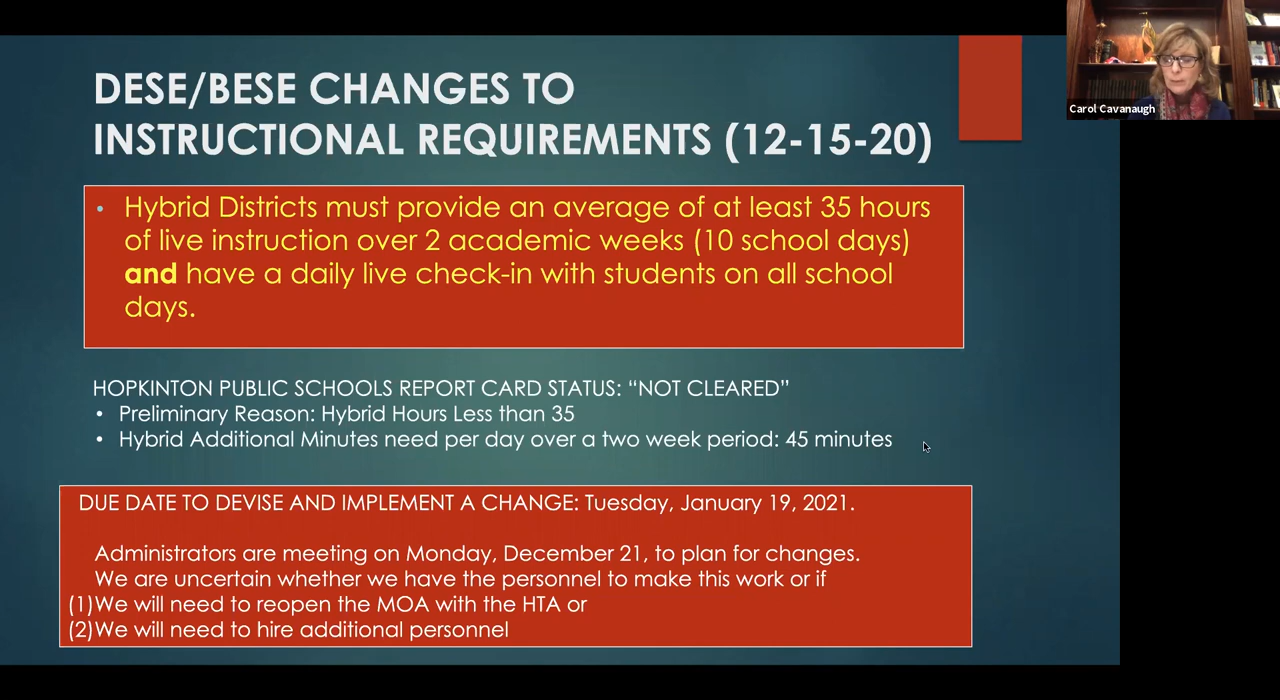 DESE/BESE CHANGES TO
INSTRUCTIONAL REQUIREMENTS (12-15-20)
Carol Cavanaugh
• Hybrid Districts must provide an average of at least 35 hours
of live instruction over 2 academic weeks (10 school days)
and have a daily live check-in with students on all school
days.
HOPKINTON PUBLIC SCHOOLS REPORT CARD STATUS: “NOT CLEARED”
• Preliminary Reason: Hybrid Hours Less than 35
• Hybrid Additional Minutes need per day over a two week period: 45 minutes
DUE DATE TO DEVISE AND IMPLEMENT A CHANGE: Tuesday, January 19, 2021.
Administrators are meeting on Monday, December 21, to plan for changes.
We are uncertain whether we have the personnel to make this work or if
(1)We will need to reopen the MOA with the HTA or
(2)We will need to hire additional personnel